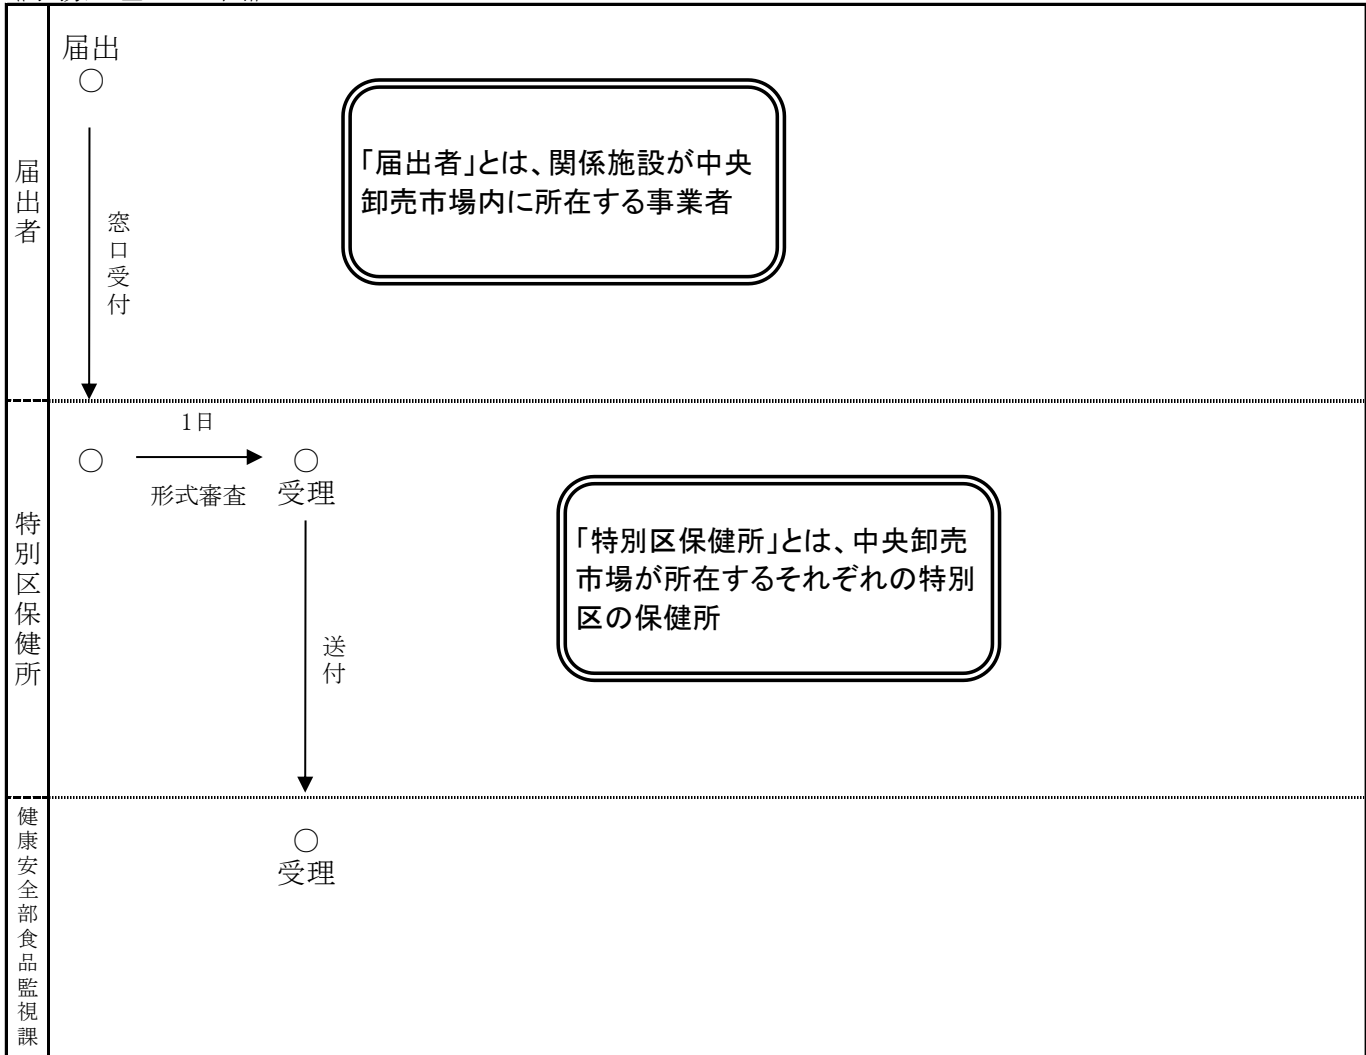 届出
届出者
窓口受付
「届出者」とは、関係施設が中央
卸売市場内に所在する事業者
特別区保健所
1日
形式審査
受理
送付
「特別区保健所」とは、中央卸売
市場が所在するそれぞれの特別
区の保健所
健康安全部食品監視課
受理